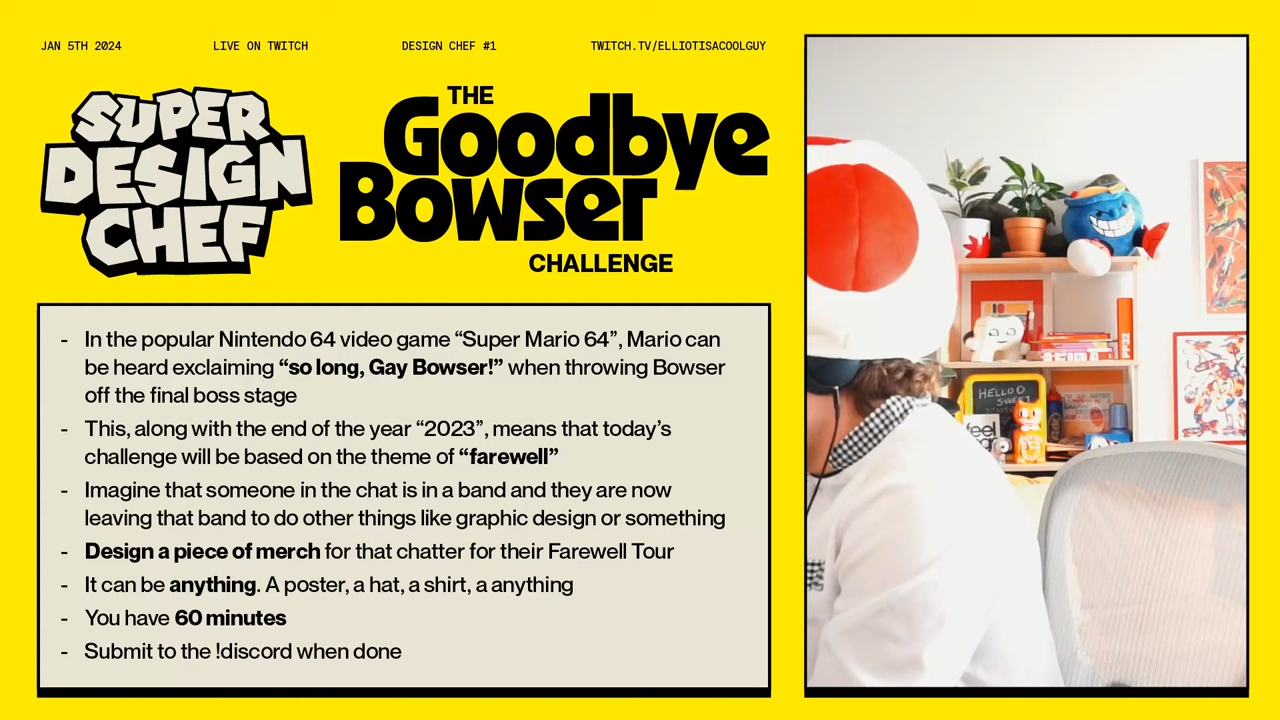 JAN 5TH 2024
LIVE ON TWITCH
DESIGN CHEF #1
TWITCH.TV/ELLIOTISACOOLGUY
SUPER
DESIGN
CHEF
THE
Goodbye
Bowser
CHALLENGE
- In the popular Nintendo 64 video game “Super Mario 64”, Mario can
be heard exclaiming “so long, Gay Bowser!” when throwing Bowser
off the final boss stage
- This, along with the end of the year “2023”, means that today’s
challenge will be based on the theme of “farewell”
- Imagine that someone in the chat is in a band and they are now
leaving that band to do other things like graphic design or something
- Design a piece of merch for that chatter for their Farewell Tour
- It can be anything. A poster, a hat, a shirt, a anything
- You have 60 minutes
- Submit to the !discord when done
PP32
HELLO
SWEET
feel